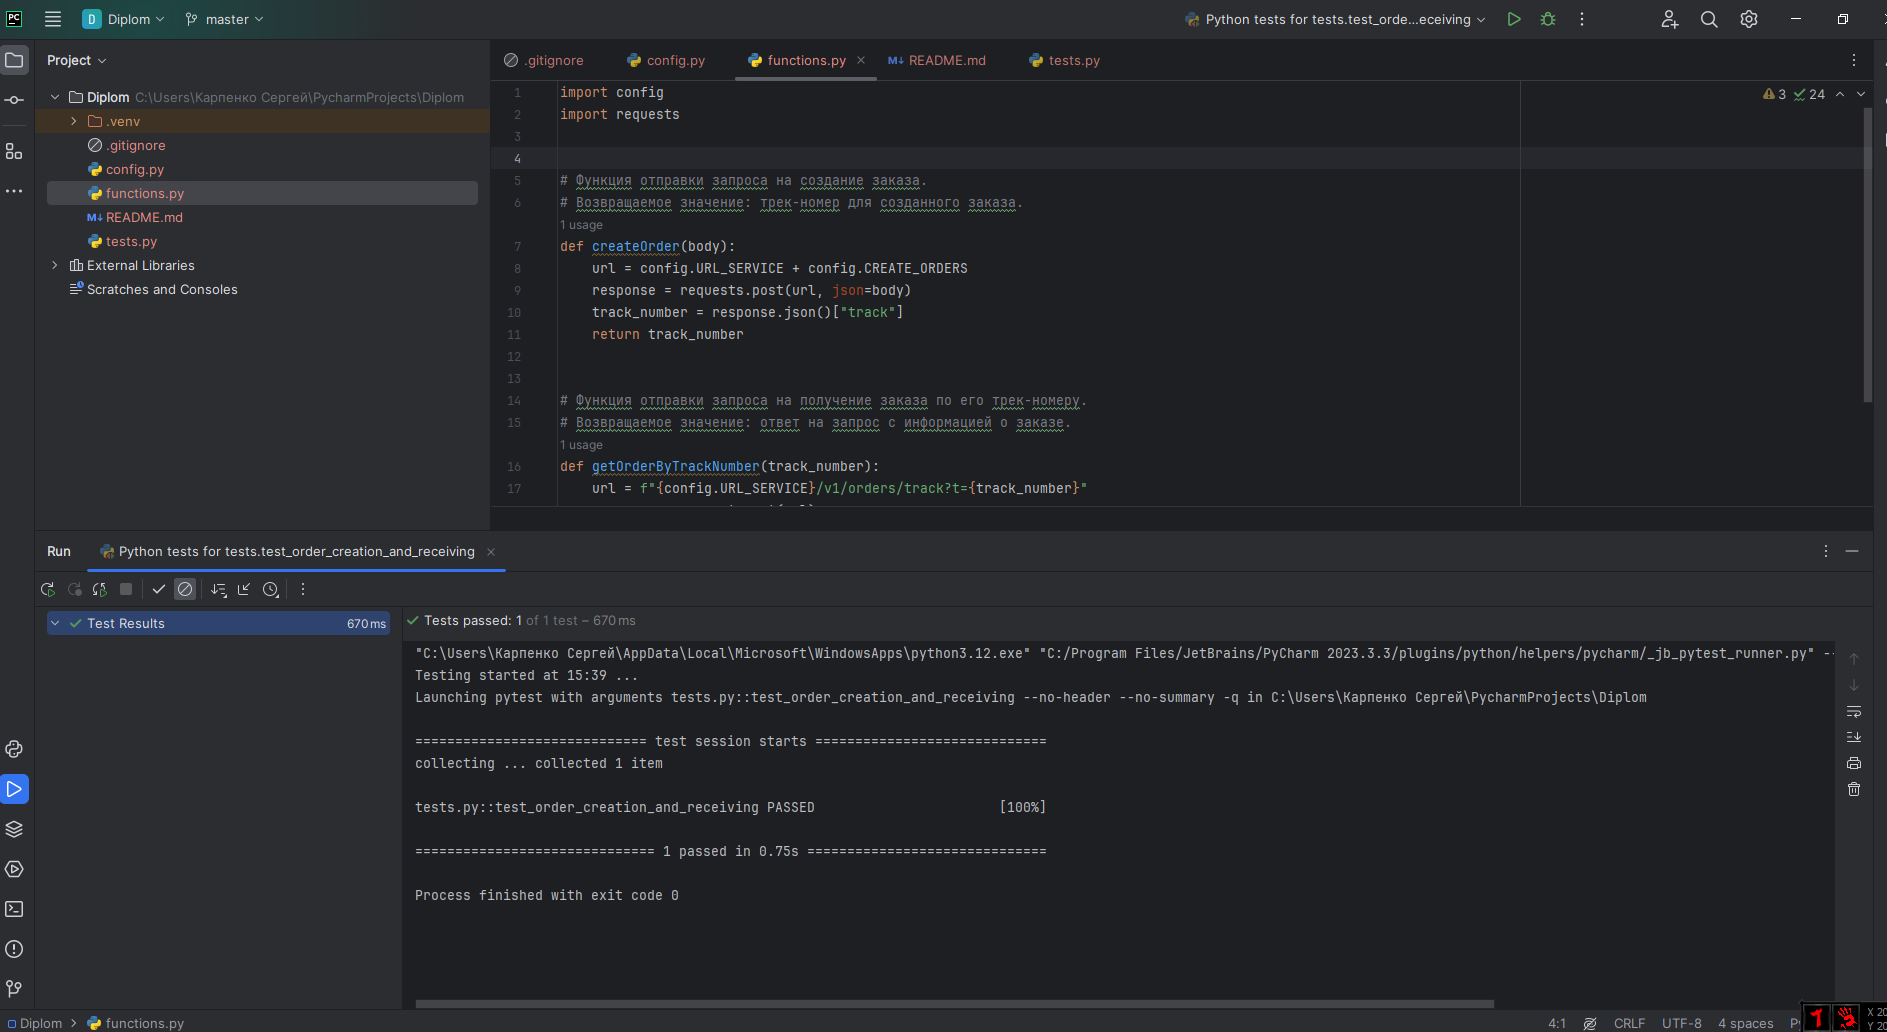 PC
D Diplom
master
Python tests for tests.test_orde...eceiving
Project
Diplom C:\Users\Карпенко Сергей\PycharmProjects\Diplom
.venv
.gitignore
config.py
functions.py
M↓ README.md
tests.py
External Libraries
Scratches and Consoles
.gitignore
config.py
functions.py
M↓ README.md
tests.py
3 24
1 import config
2 import requests
3
4
5 # Функция отправки запроса на создание заказа.
6 # Возвращаемое значение: трек-номер для созданного заказа.
1 usage
7 def createOrder(body):
8 url = config.URL_SERVICE + config.CREATE_ORDERS
9 response = requests.post(url, json=body)
10 track_number = response.json()["track"]
11 return track_number
12
13
14 # Функция отправки запроса на получение заказа по его трек-номеру.
15 # Возвращаемое значение: ответ на запрос с информацией о заказе.
1 usage
16 def getOrderByTrackNumber(track_number):
17 url = f"{config.URL_SERVICE}/v1/orders/track?t={track_number}"
Run
Python tests for tests.test_order_creation_and_receiving
Test Results 670 ms
Tests passed: 1 of 1 test – 670 ms
"C:\Users\Карпенко Сергей\AppData\Local\Microsoft\WindowsApps\python3.12.exe" "C:/Program Files/JetBrains/PyCharm 2023.3.3/plugins/python/helpers/pycharm/_jb_pytest_runner.py" --
Testing started at 15:39 ...
Launching pytest with arguments tests.py::test_order_creation_and_receiving --no-header --no-summary -q in C:\Users\Карпенко Сергей\PycharmProjects\Diplom
============================= test session starts =============================
collecting ... collected 1 item
tests.py::test_order_creation_and_receiving PASSED [100%]
============================== 1 passed in 0.75s ==============================
Process finished with exit code 0
Diplom
functions.py
4:1 CRLF UTF-8 4 spaces
X 20
Y 20